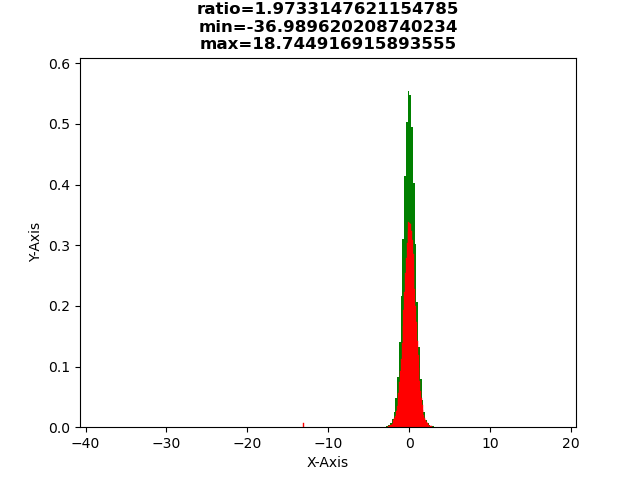 ratio=1.9733147621154785
min=-36.989620208740234
max=18.744916915893555
0.6
0.5
0.4
0.3
0.2
0.1
0.0
Y-Axis
−40
−30
−20
−10
0
10
20
X-Axis